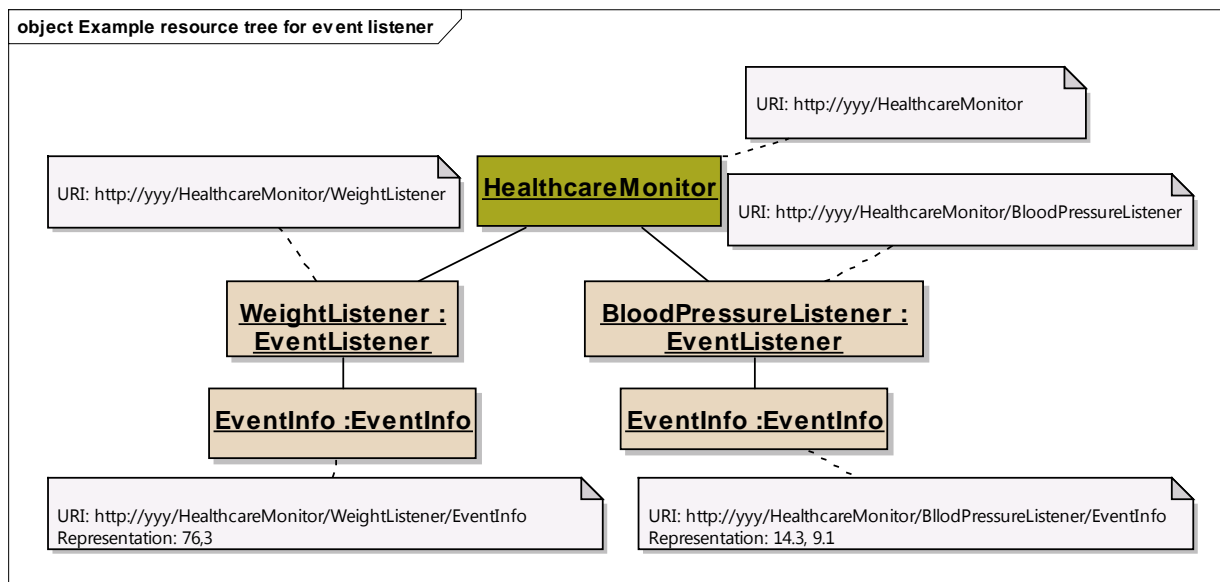 object Example resource tree for event listener
URI: http://yyy/HealthcareMonitor
URI: http://yyy/HealthcareMonitor/WeightListener
HealthcareMonitor
URI: http://yyy/HealthcareMonitor/BloodPressureListener
WeightListener :
EventListener
BloodPressureListener :
EventListener
EventInfo :EventInfo
EventInfo :EventInfo
URI: http://yyy/HealthcareMonitor/WeightListener/EventInfo
Representation: 76,3
URI: http://yyy/HealthcareMonitor/BllodPressureListener/EventInfo
Representation: 14.3, 9.1